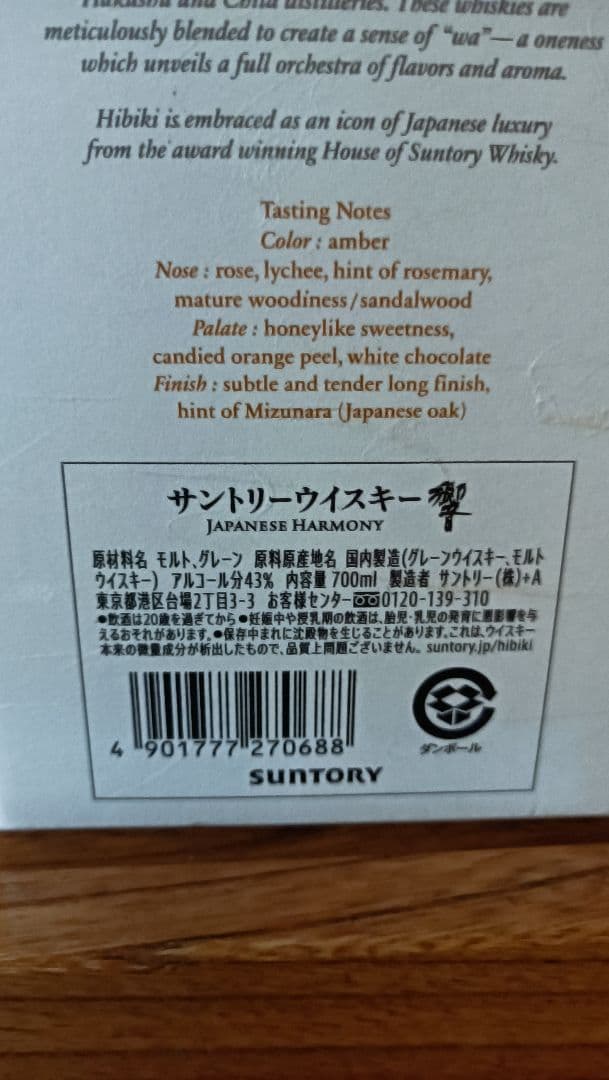 Hakushu and Chita distilleries. These whiskies are
meticulously blended to create a sense of “wa”—a oneness
which unveils a full orchestra of flavors and aroma.
Hibiki is embraced as an icon of Japanese luxury
from the award winning House of Suntory Whisky.
Tasting Notes
Color : amber
Nose : rose, lychee, hint of rosemary,
mature woodiness/sandalwood
Palate : honeylike sweetness,
candied orange peel, white chocolate
Finish : subtle and tender long finish,
hint of Mizunara (Japanese oak)
サントリーウイスキー響
JAPANESE HARMONY
原材料名 モルト、グレーン 原料原産地名 国内製造(グレーンウイスキー、モルト
ウイスキー) アルコール分43% 内容量 700ml 製造者 サントリー(株)+A
東京都港区台場2丁目3-3 お客様センター 0120-139-310
●飲酒は20歳を過ぎてから●妊娠中や授乳期の飲酒は、胎児・乳児の発育に悪影響を与
えるおそれがあります。●保存中まれに沈殿物を生じることがあります。これは、ウイスキー
本来の微量成分が析出したもので、品質上問題ございません。suntory.jp/hibiki
4 901777 270688
ダンボール
SUNTORY